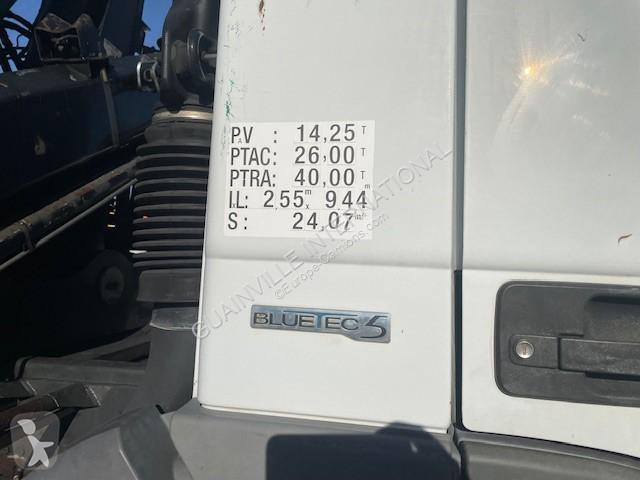 P.V : 14,25 T
PTAC: 26,00 T
PTRA: 40,00 T
I.L: 2,55 m x 9,44 m
S : 24,07 m²
BLUETEC 5
GUAINVILLE INTERNATIONAL
©Europe-Camions.com